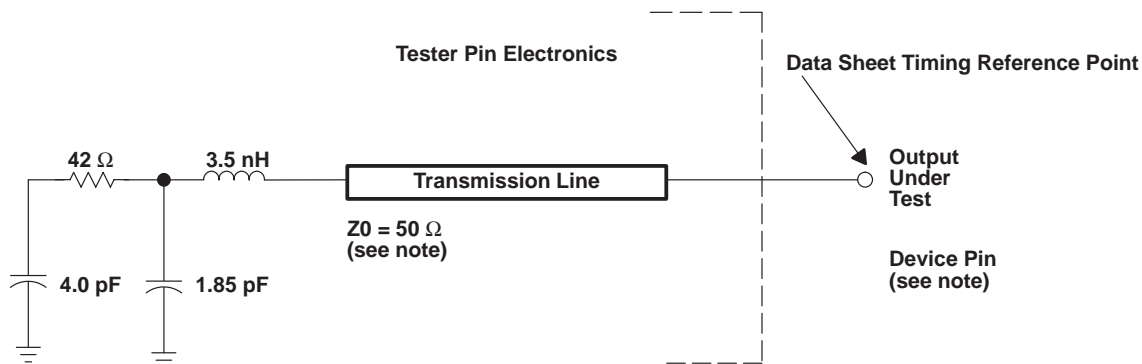 Tester Pin Electronics
Data Sheet Timing Reference Point
42 Ω
3.5 nH
Transmission Line
Output
Under
Test
Z0 = 50 Ω
(see note)
Device Pin
(see note)
4.0 pF
1.85 pF